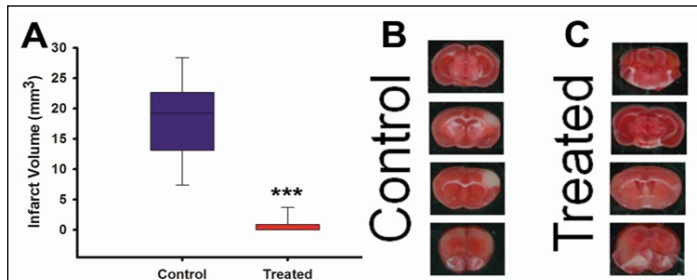 A
Infarct Volume (mm³)
30
25
20
15
10
5
0
***
Control
Treated
B
Control
C
Treated